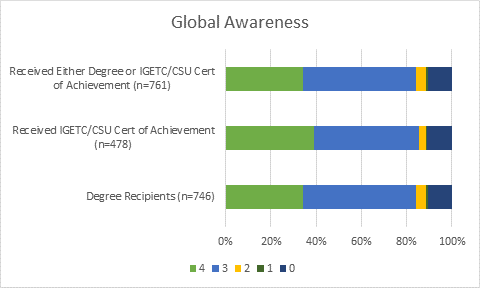 Global Awareness
Received Either Degree or IGETC/CSU Cert
of Achievement (n=761)
Received IGETC/CSU Cert of Achievement
(n=478)
Degree Recipients (n=746)
0% 20% 40% 60% 80% 100%
4 3 2 1 0